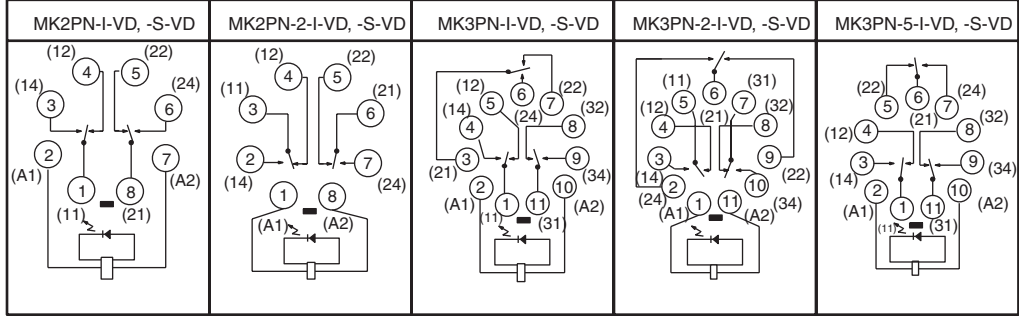 MK2PN-I-VD, -S-VD
MK2PN-2-I-VD, -S-VD
MK3PN-I-VD, -S-VD
MK3PN-2-I-VD, -S-VD
MK3PN-5-I-VD, -S-VD
(12) (22)
4 5
(14) (24)
3 6
2 7
(A1) (A2)
1 8
(11) (21)
(12) (22)
4 5
(11) (21)
3 6
2 7
(14) (24)
1 8
(A1) (A2)
6
(12) (22)
5 7
(14) (24) (32)
4 8
3 9
(21) (34)
2 10
(A1) (A2)
1 11
(11) (31)
6
(11) (31)
5 7
(12) (21) (32)
4 8
3 9
(14) (22)
2 10
(24) (34)
1 11
(A1) (A2)
(22) (24)
5 6 7
(12) (21) (32)
4 8
3 9
(14) (34)
2 10
(A1) (A2)
1 11
(11) (31)